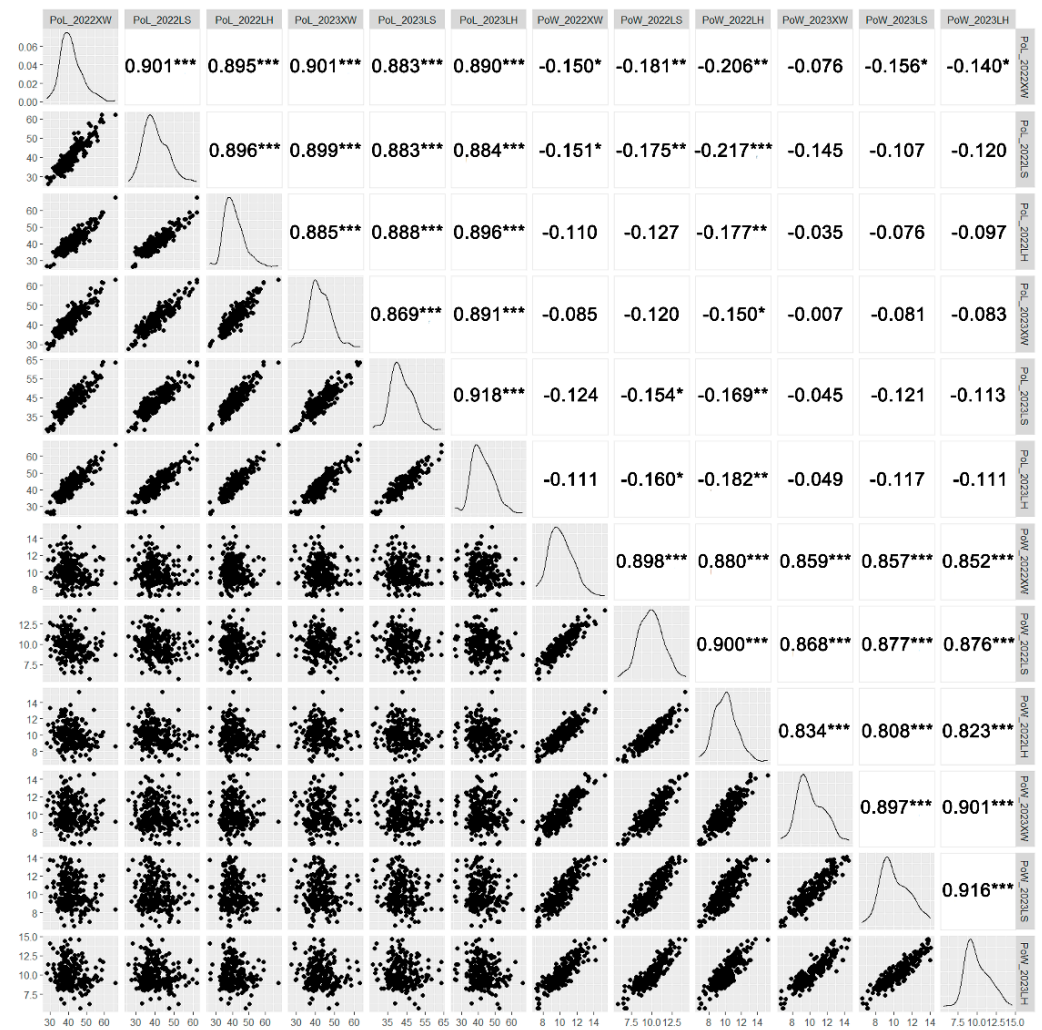 PoL_2022XW PoL_2022LS PoL_2022LH PoL_2023XW PoL_2023LS PoL_2023LH PoW_2022XW PoW_2022LS PoW_2022LH PoW_2023XW PoW_2023LS PoW_2023LH
0.06
0.04
0.02
0.00
0.901*** 0.895*** 0.901*** 0.883*** 0.890*** -0.150* -0.181** -0.206** -0.076 -0.156* -0.140*
PoL_2022XW
60
50
40
30
0.896*** 0.899*** 0.883*** 0.884*** -0.151* -0.175** -0.217*** -0.145 -0.107 -0.120
PoL_2022LS
60
50
40
30
0.885*** 0.888*** 0.896*** -0.110 -0.127 -0.177** -0.035 -0.076 -0.097
PoL_2022LH
60
50
40
30
0.869*** 0.891*** -0.085 -0.120 -0.150* -0.007 -0.081 -0.083
PoL_2023XW
65
55
45
35
0.918*** -0.124 -0.154* -0.169** -0.045 -0.121 -0.113
PoL_2023LS
60
50
40
30
-0.111 -0.160* -0.182** -0.049 -0.117 -0.111
PoL_2023LH
14
12
10
8
0.898*** 0.880*** 0.859*** 0.857*** 0.852***
PoW_2022XW
12.5
10.0
7.5
0.900*** 0.868*** 0.877*** 0.876***
PoW_2022LS
14
12
10
8
0.834*** 0.808*** 0.823***
PoW_2022LH
14
12
10
8
0.897*** 0.901***
PoW_2023XW
14
12
10
8
0.916***
PoW_2023LS
15.0
12.5
10.0
7.5
PoW_2023LH
30 40 50 60 30 40 50 60 30 40 50 60 30 40 50 60 35 45 55 65 30 40 50 60 8 10 12 14 7.5 10.0 12.5 8 10 12 14 8 10 12 14 8 10 12 14 7.5 10.0 12.5 15.0